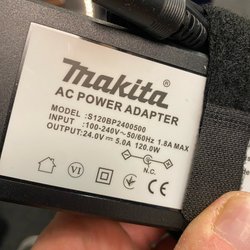 makita®
AC POWER ADAPTER
MODEL: S120BP2400500
INPUT: 100-240V~50/60Hz 1.8A MAX
OUTPUT: 24.0V⎓5.0A 120.0W
N.C.
VI
CE